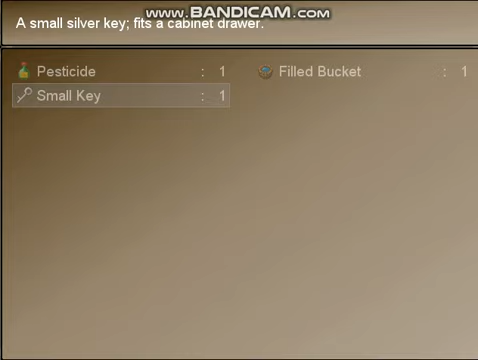 www.BANDICAM.com
A small silver key; fits a cabinet drawer.
Pesticide : 1
Filled Bucket : 1
Small Key : 1